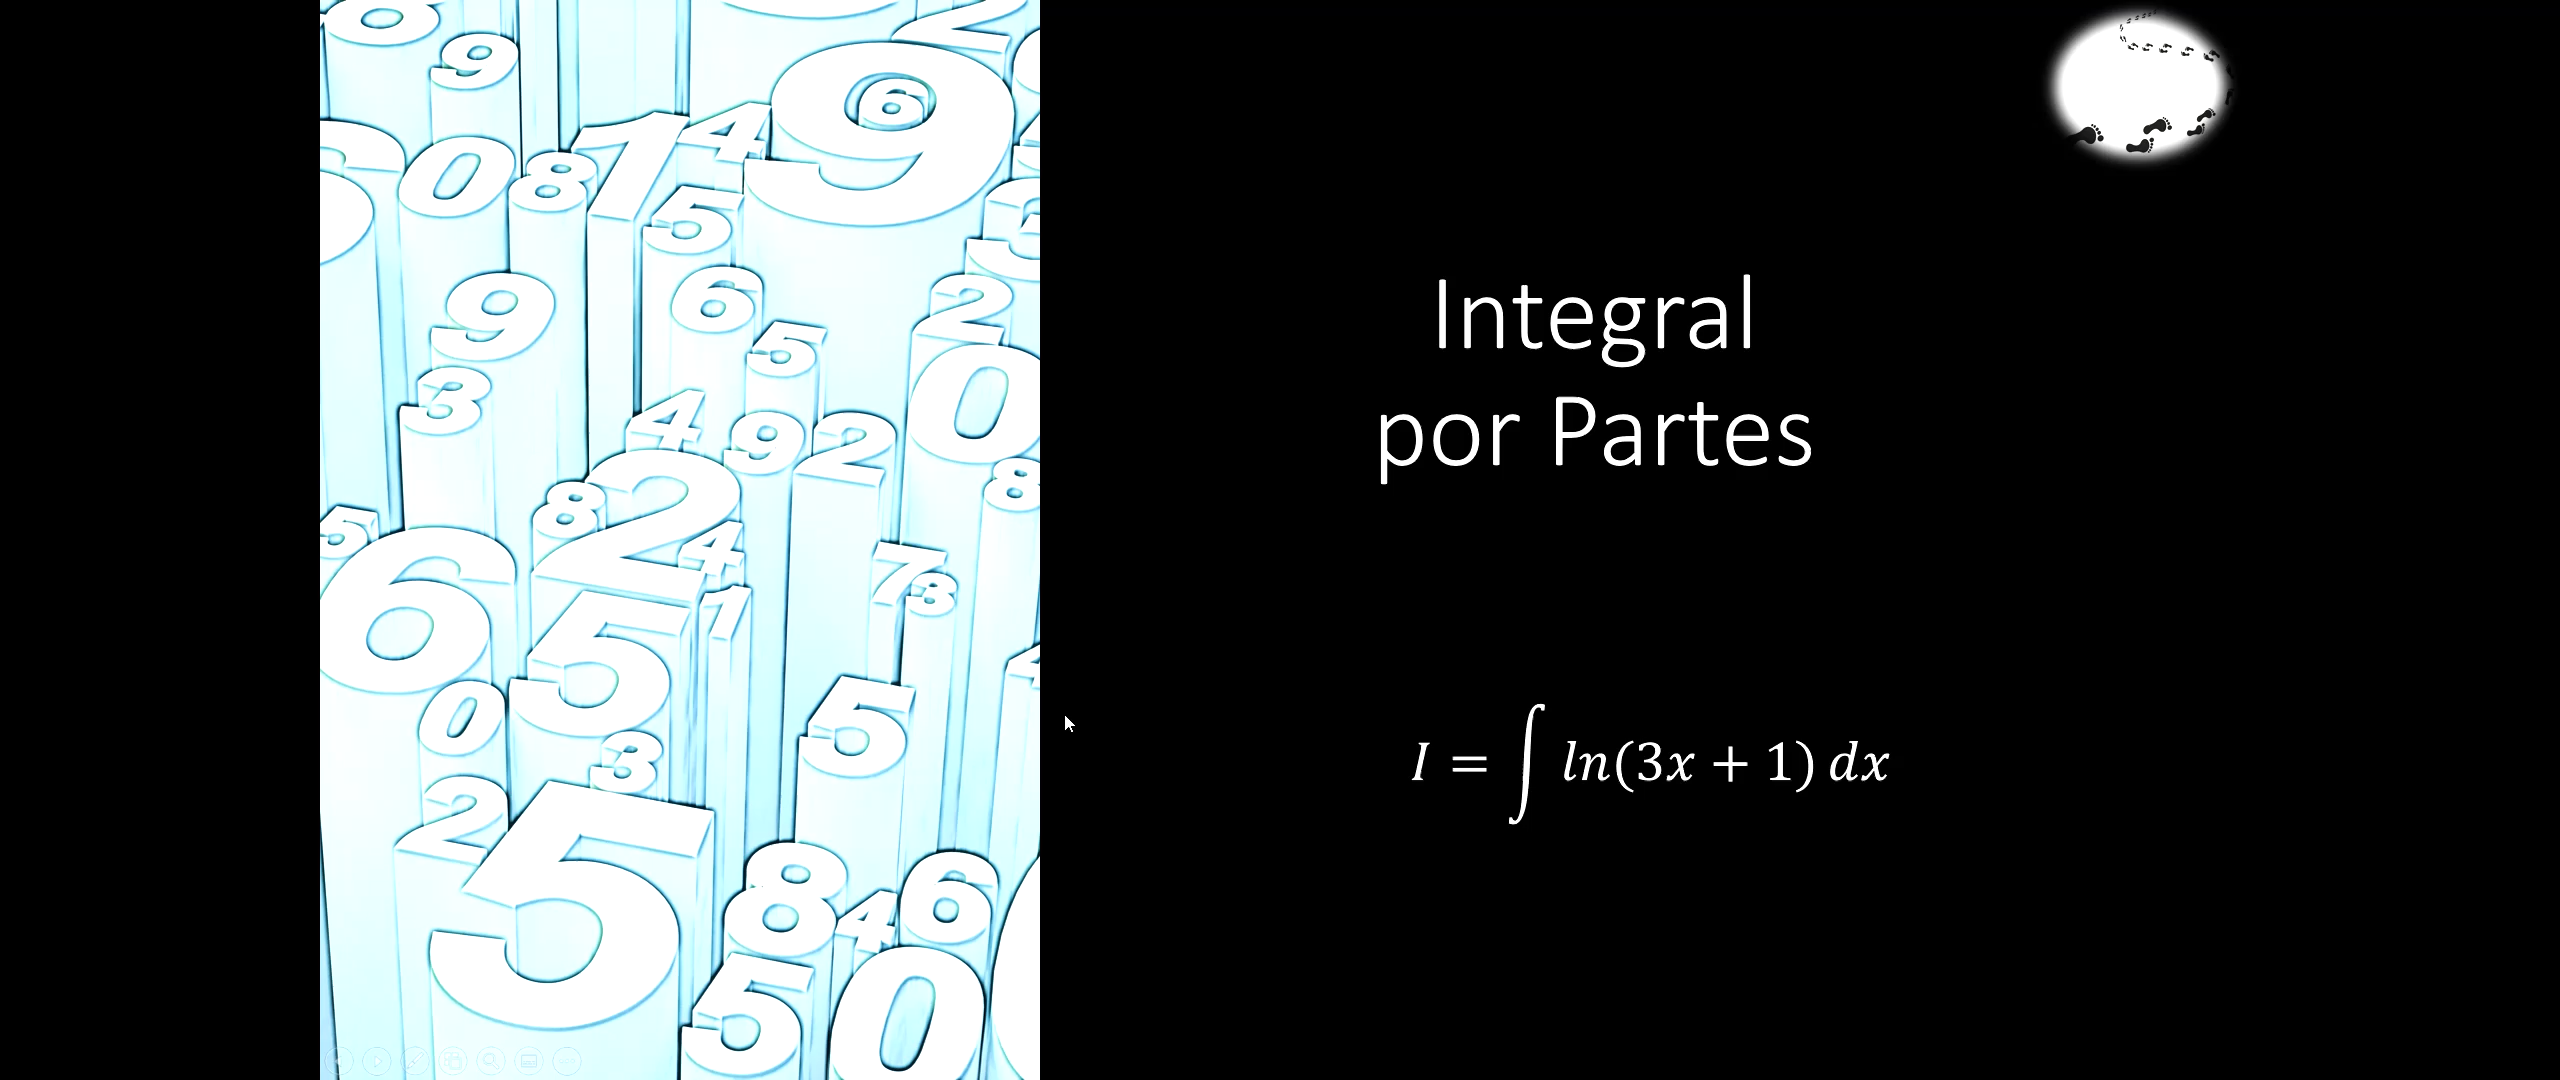 Integral
por Partes
I = ∫ ln(3x + 1) dx